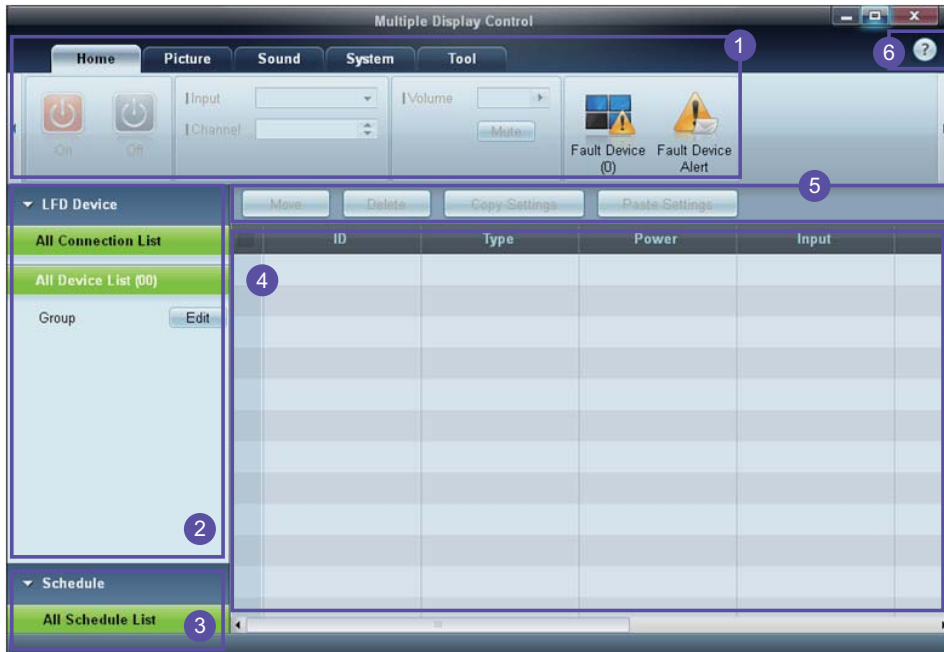 Multiple Display Control
1
6
?
Home Picture Sound System Tool
Input
Volume
Channel
Mute
On Off
Fault Device (0)
Fault Device Alert
5
LFD Device
Move Delete Copy Settings Paste Settings
All Connection List
ID Type Power Input
All Device List (00)
4
Group Edit
2
Schedule
All Schedule List
3